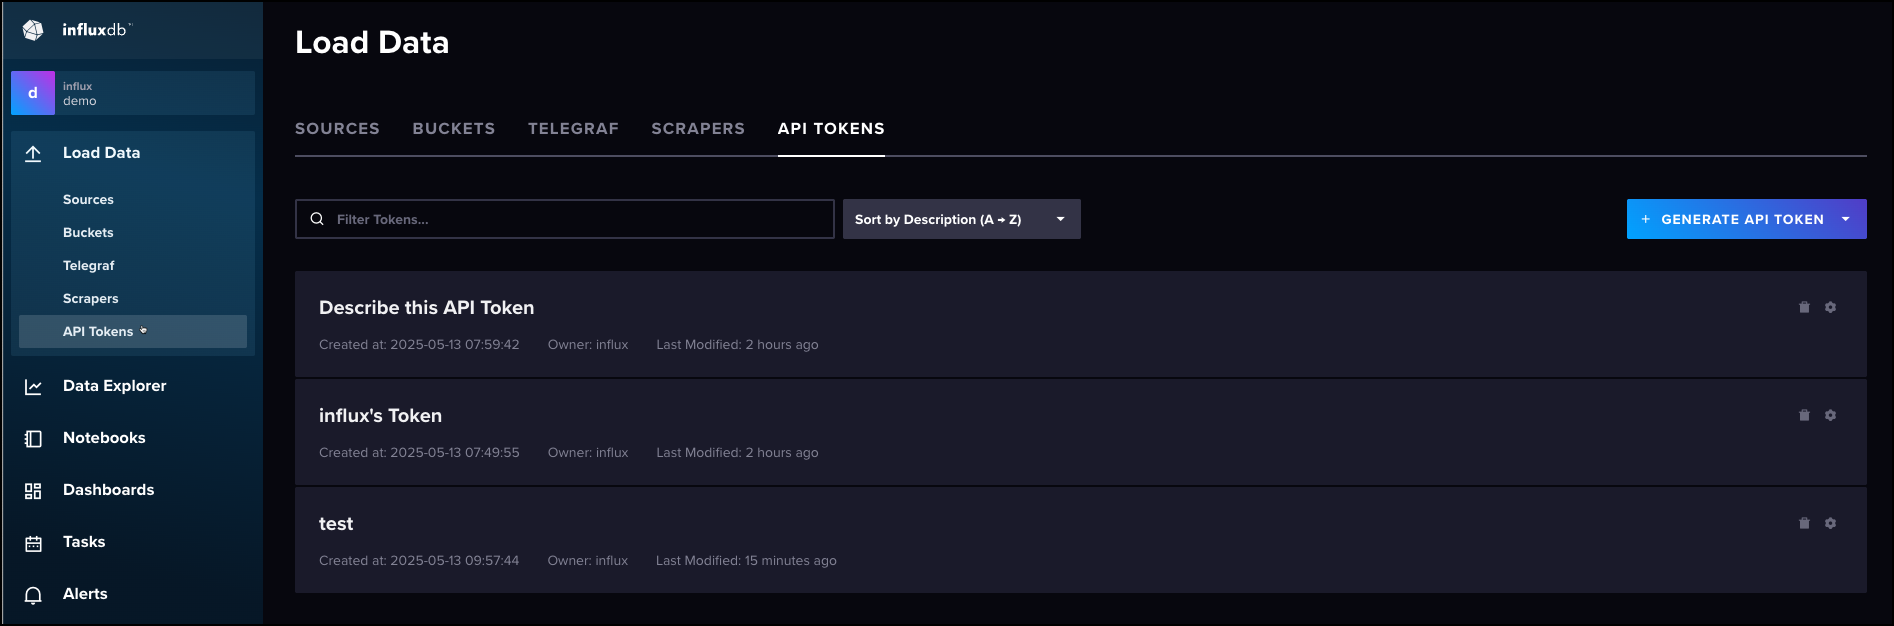 influxdb™
d
influx
demo
Load Data
Sources
Buckets
Telegraf
Scrapers
API Tokens
Data Explorer
Notebooks
Dashboards
Tasks
Alerts
Load Data
SOURCES BUCKETS TELEGRAF SCRAPERS API TOKENS
Filter Tokens... Sort by Description (A → Z) + GENERATE API TOKEN
Describe this API Token
Created at: 2025-05-13 07:59:42 Owner: influx Last Modified: 2 hours ago
influx's Token
Created at: 2025-05-13 07:49:55 Owner: influx Last Modified: 2 hours ago
test
Created at: 2025-05-13 09:57:44 Owner: influx Last Modified: 15 minutes ago